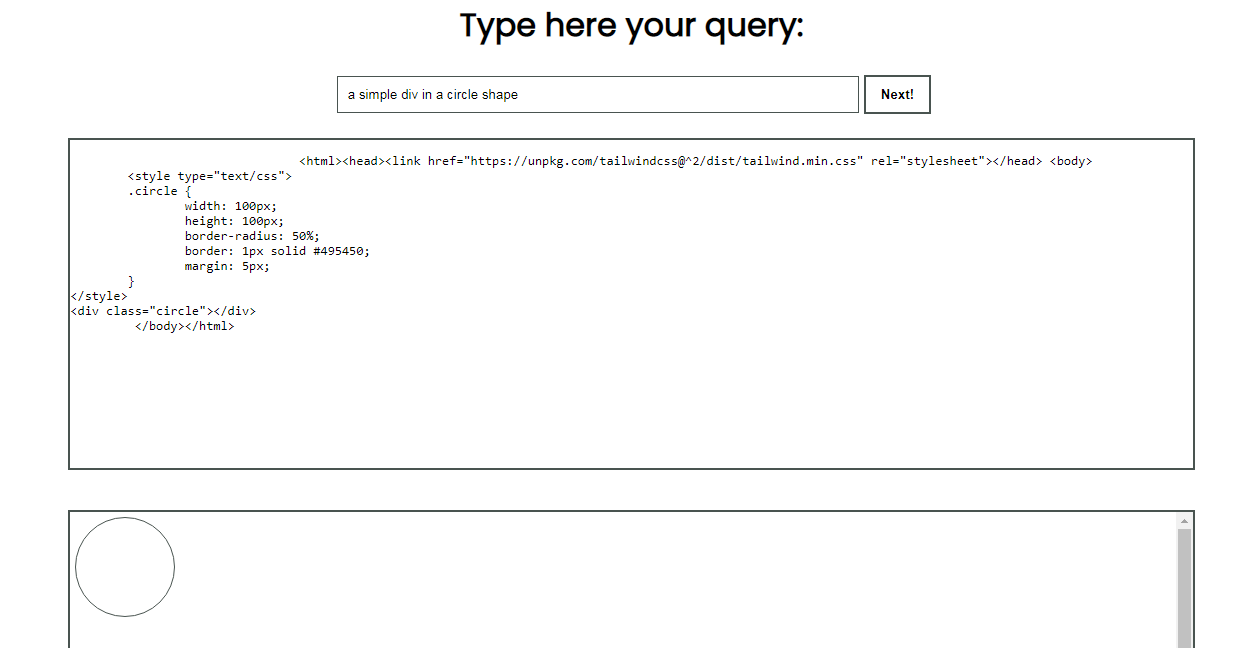 Type here your query:
a simple div in a circle shape
Next!
<html><head><link href="https://unpkg.com/tailwindcss@^2/dist/tailwind.min.css" rel="stylesheet"></head> <body>
<style type="text/css">
.circle {
width: 100px;
height: 100px;
border-radius: 50%;
border: 1px solid #495450;
margin: 5px;
}
</style>
<div class="circle"></div>
</body></html>